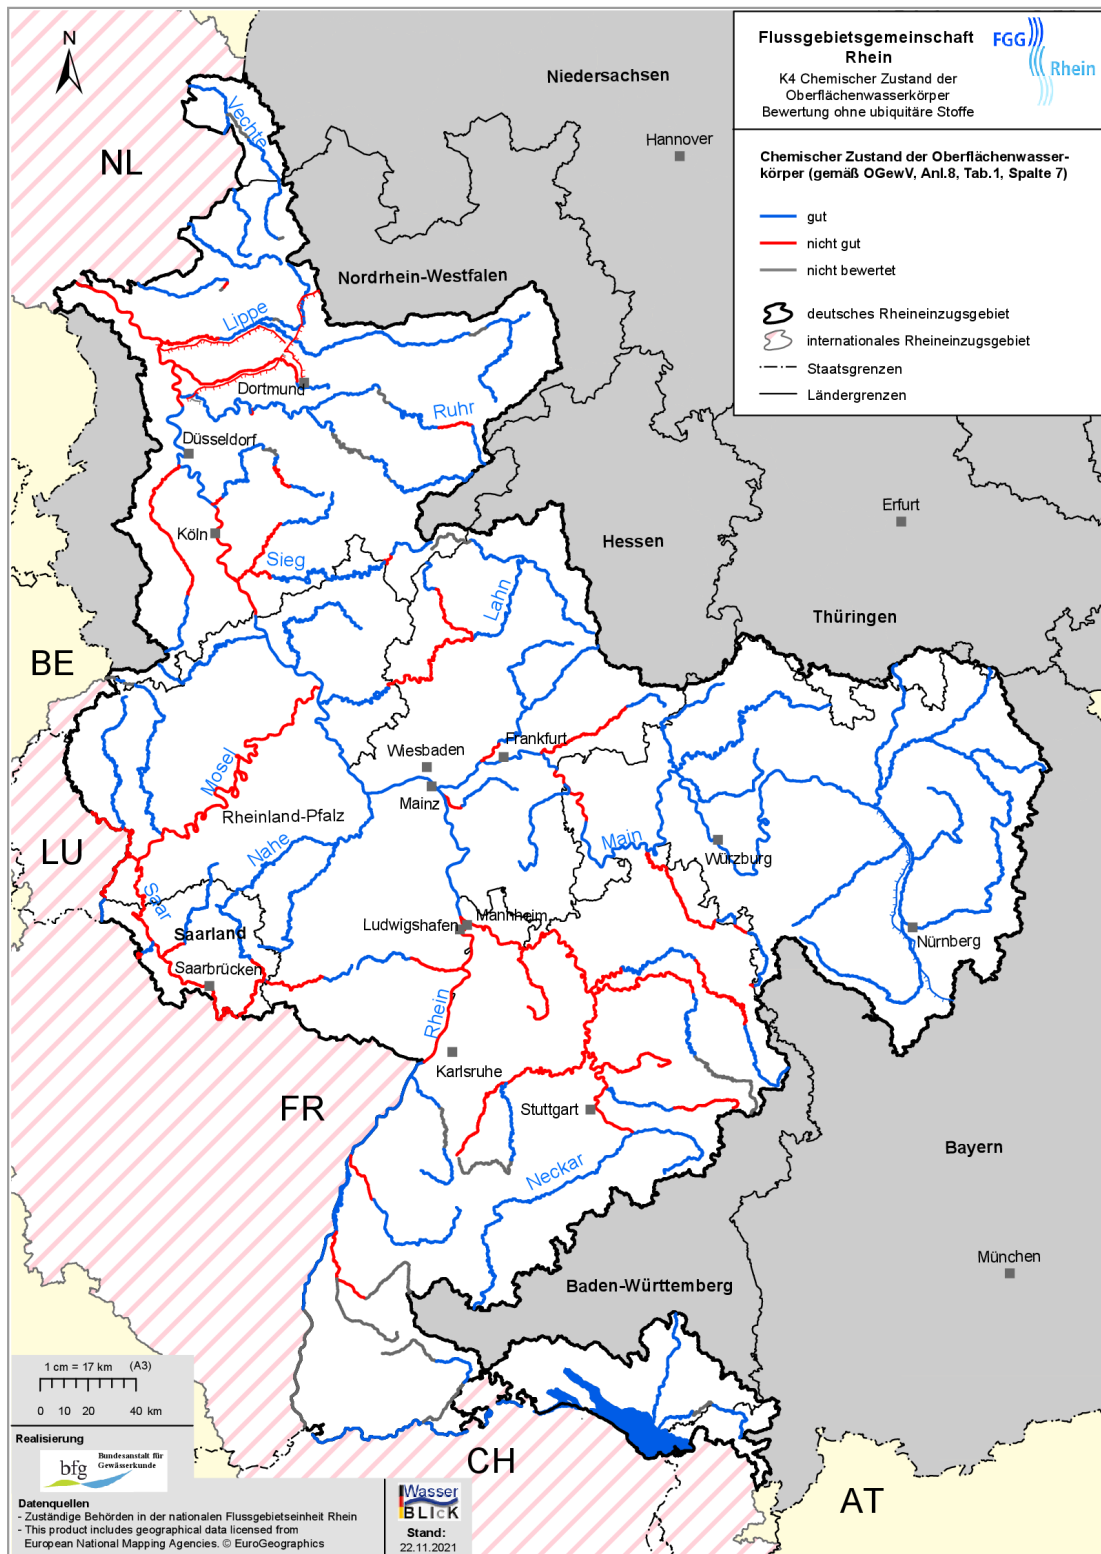 Flussgebietsgemeinschaft
Rhein
K4 Chemischer Zustand der
Oberflächenwasserkörper
Bewertung ohne ubiquitäre Stoffe
FGG
Rhein
Chemischer Zustand der Oberflächenwasser-
körper (gemäß OGewV, Anl.8, Tab.1, Spalte 7)
gut
nicht gut
nicht bewertet
deutsches Rheineinzugsgebiet
internationales Rheineinzugsgebiet
Staatsgrenzen
Ländergrenzen
N
Niedersachsen
Hannover
Vechte
NL
Nordrhein-Westfalen
Lippe
Dortmund
Ruhr
Düsseldorf
Erfurt
Köln
Hessen
Sieg
Lahn
Thüringen
BE
Frankfurt
Wiesbaden
Mosel
Mainz
Rheinland-Pfalz
Main
Nahe
LU
Würzburg
Saar
Mannheim
Ludwigshafen
Saarland
Nürnberg
Saarbrücken
Rhein
Karlsruhe
FR
Stuttgart
Bayern
Neckar
München
Baden-Württemberg
1 cm = 17 km (A3)
0 10 20 40 km
CH
AT
Realisierung
bfg
Bundesanstalt für
Gewässerkunde
Datenquellen
- Zuständige Behörden in der nationalen Flussgebietseinheit Rhein
- This product includes geographical data licensed from
European National Mapping Agencies. © EuroGeographics
Wasser
BLIcK
Stand:
22.11.2021